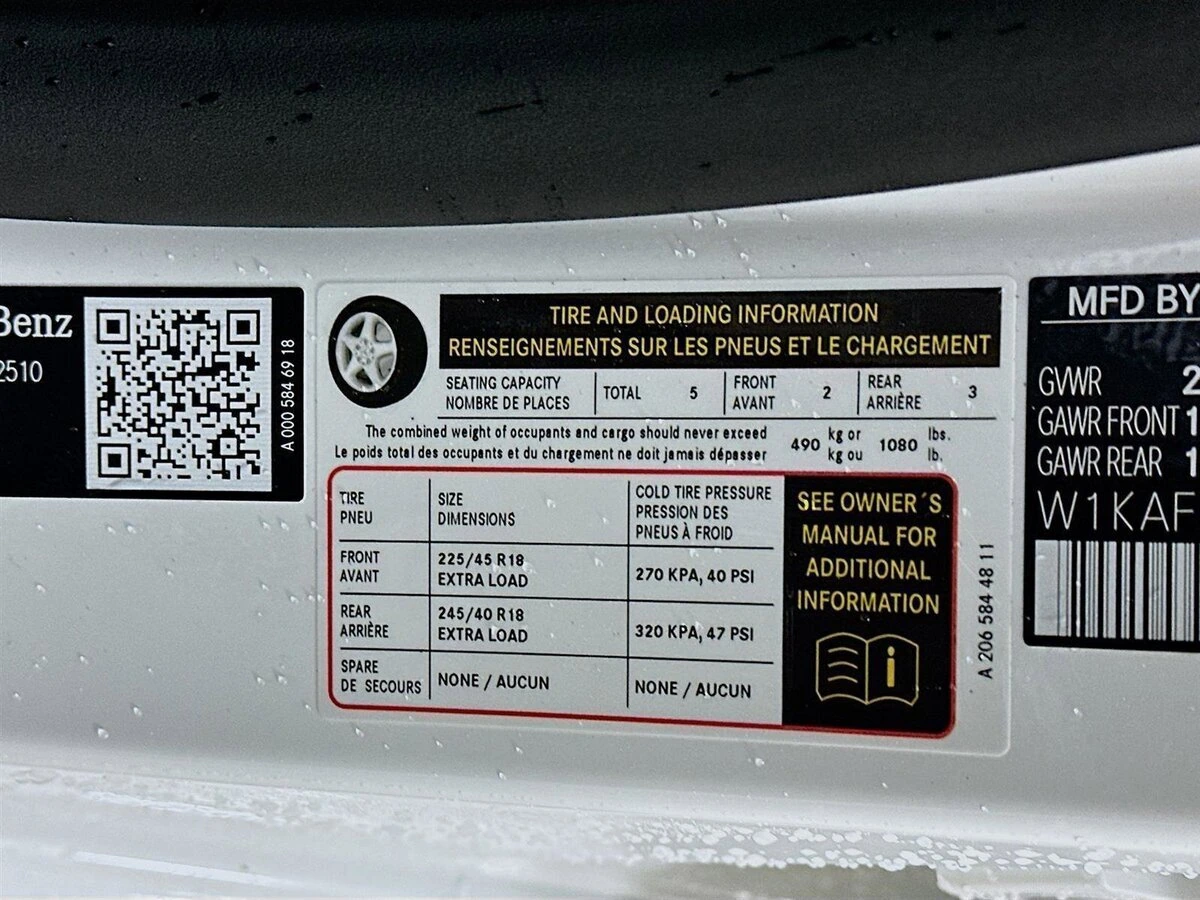 Benz
2510
A 000 584 69 18
TIRE AND LOADING INFORMATION
RENSEIGNEMENTS SUR LES PNEUS ET LE CHARGEMENT
SEATING CAPACITY
NOMBRE DE PLACES
TOTAL 5
FRONT
AVANT
2
REAR
ARRIÈRE
3
The combined weight of occupants and cargo should never exceed
Le poids total des occupants et du chargement ne doit jamais dépasser
490 kg or 1080 lbs.
kg ou lb.
TIRE
PNEU
SIZE
DIMENSIONS
COLD TIRE PRESSURE
PRESSION DES
PNEUS À FROID
FRONT
AVANT
225/45 R18
EXTRA LOAD
270 KPA, 40 PSI
REAR
ARRIÈRE
245/40 R18
EXTRA LOAD
320 KPA, 47 PSI
SPARE
DE SECOURS
NONE / AUCUN
NONE / AUCUN
SEE OWNER´S
MANUAL FOR
ADDITIONAL
INFORMATION
i
A 206 584 48 11
MFD BY
GVWR 2
GAWR FRONT 1
GAWR REAR 1
W1KAF